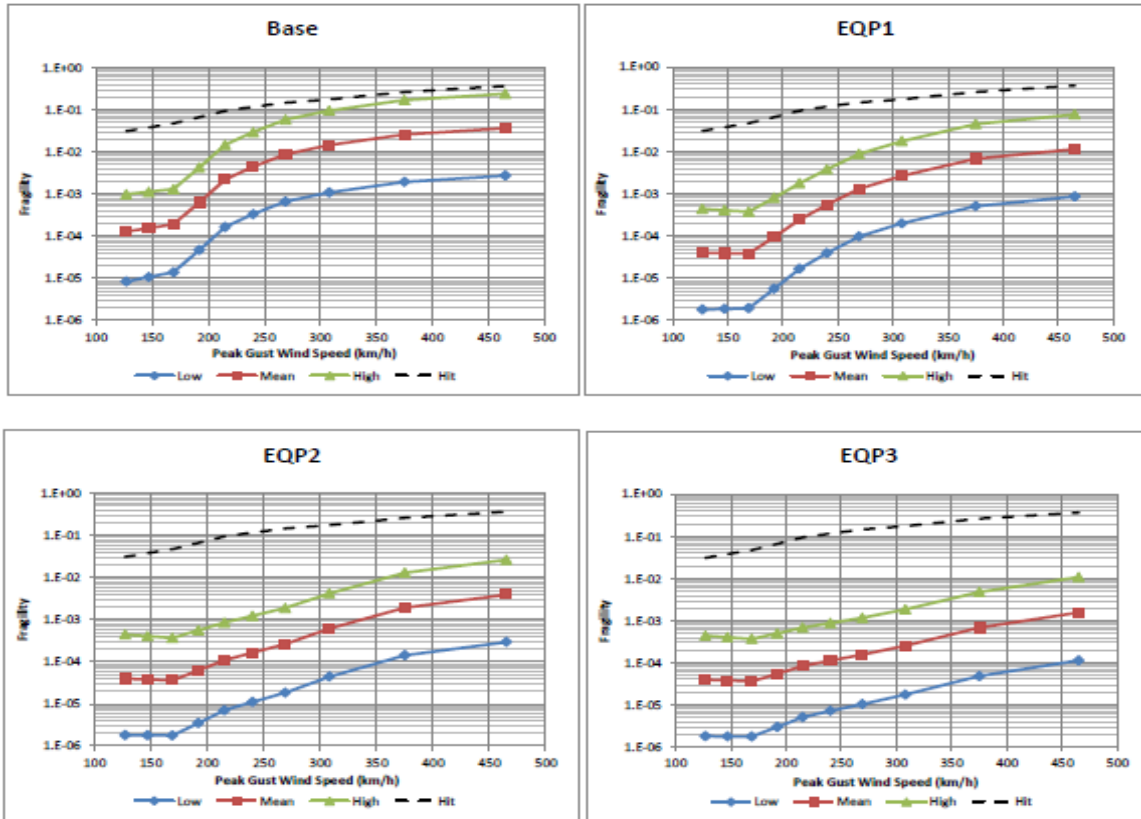 Base
1.E+00
1.E-01
1.E-02
1.E-03
1.E-04
1.E-05
1.E-06
Fragility
100 150 200 250 300 350 400 450 500
Peak Gust Wind Speed (km/h)
Low Mean High Hit
EQP1
1.E+00
1.E-01
1.E-02
1.E-03
1.E-04
1.E-05
1.E-06
Fragility
100 150 200 250 300 350 400 450 500
Peak Gust Wind Speed (km/h)
Low Mean High Hit
EQP2
1.E+00
1.E-01
1.E-02
1.E-03
1.E-04
1.E-05
1.E-06
Fragility
100 150 200 250 300 350 400 450 500
Peak Gust Wind Speed (km/h)
Low Mean High Hit
EQP3
1.E+00
1.E-01
1.E-02
1.E-03
1.E-04
1.E-05
1.E-06
Fragility
100 150 200 250 300 350 400 450 500
Peak Gust Wind Speed (km/h)
Low Mean High Hit